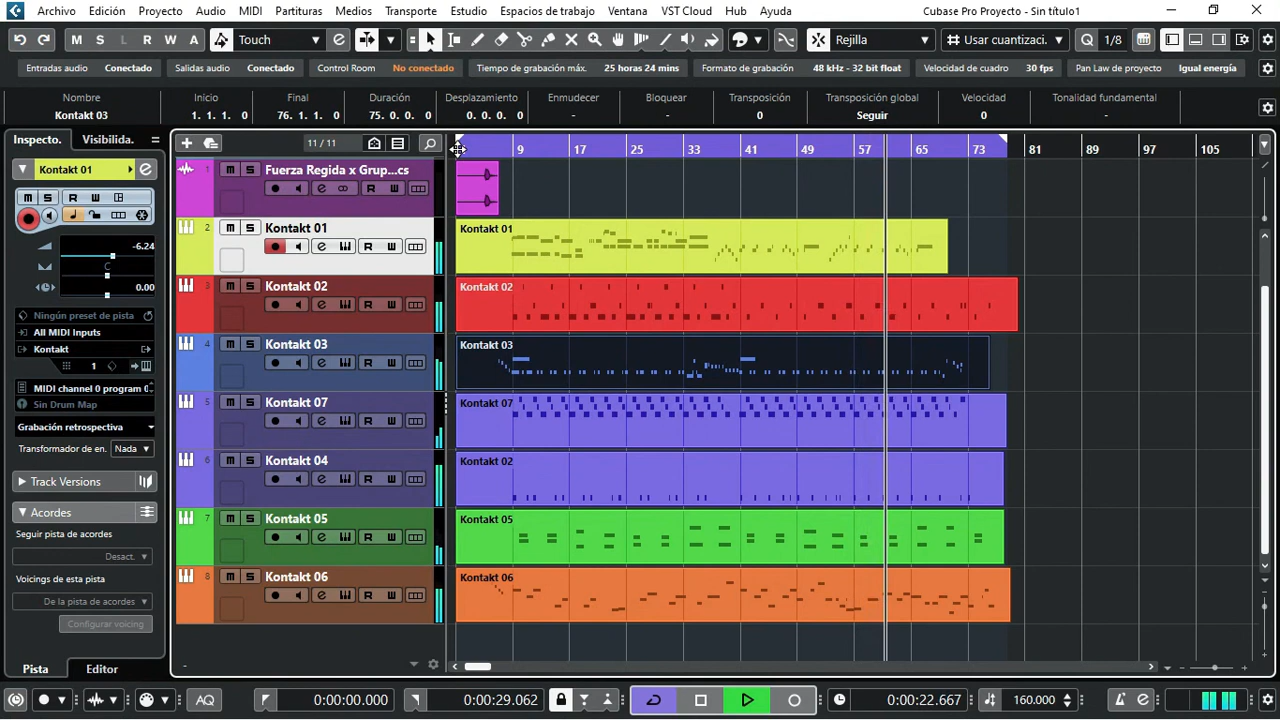 Archivo Edición Proyecto Audio MIDI Partituras Medios Transporte Estudio Espacios de trabajo Ventana VST Cloud Hub Ayuda Cubase Pro Proyecto - Sin título1
M S L R W A Touch Rejilla Usar cuantizaci... Q 1/8
Entradas audio Conectado Salidas audio Conectado Control Room No conectado Tiempo de grabación máx. 25 horas 24 mins Formato de grabación 48 kHz - 32 bit float Velocidad de cuadro 30 fps Pan Law de proyecto Igual energía
Nombre Inicio Final Duración Desplazamiento Enmudecer Bloquear Transposición Transposición global Velocidad Tonalidad fundamental
Kontakt 03 1. 1. 1. 0 76. 1. 1. 0 75. 0. 0. 0 0. 0. 0. 0 - - 0 Seguir 0 -
Inspecto. Visibilida. 11 / 11 9 17 25 33 41 49 57 65 73 81 89 97 105
Kontakt 01
M S R W
-6.24
C
0.00
Ningún preset de pista
All MIDI Inputs
Kontakt
1
MIDI channel 0 program 0
Sin Drum Map
Grabación retrospectiva
Transformador de en. Nada
Track Versions
Acordes
Seguir pista de acordes
Desact.
Voicings de esta pista
De la pista de acordes
Configurar voicing
Pista Editor
1 M S Fuerza Regida x Grup...cs
R W
2 M S Kontakt 01 Kontakt 01
R W
3 M S Kontakt 02 Kontakt 02
R W
4 M S Kontakt 03 Kontakt 03
R W
5 M S Kontakt 07 Kontakt 07
R W
6 M S Kontakt 04 Kontakt 02
R W
7 M S Kontakt 05 Kontakt 05
R W
8 M S Kontakt 06 Kontakt 06
R W
AQ 0:00:00.000 0:00:29.062 0:00:22.667 160.000